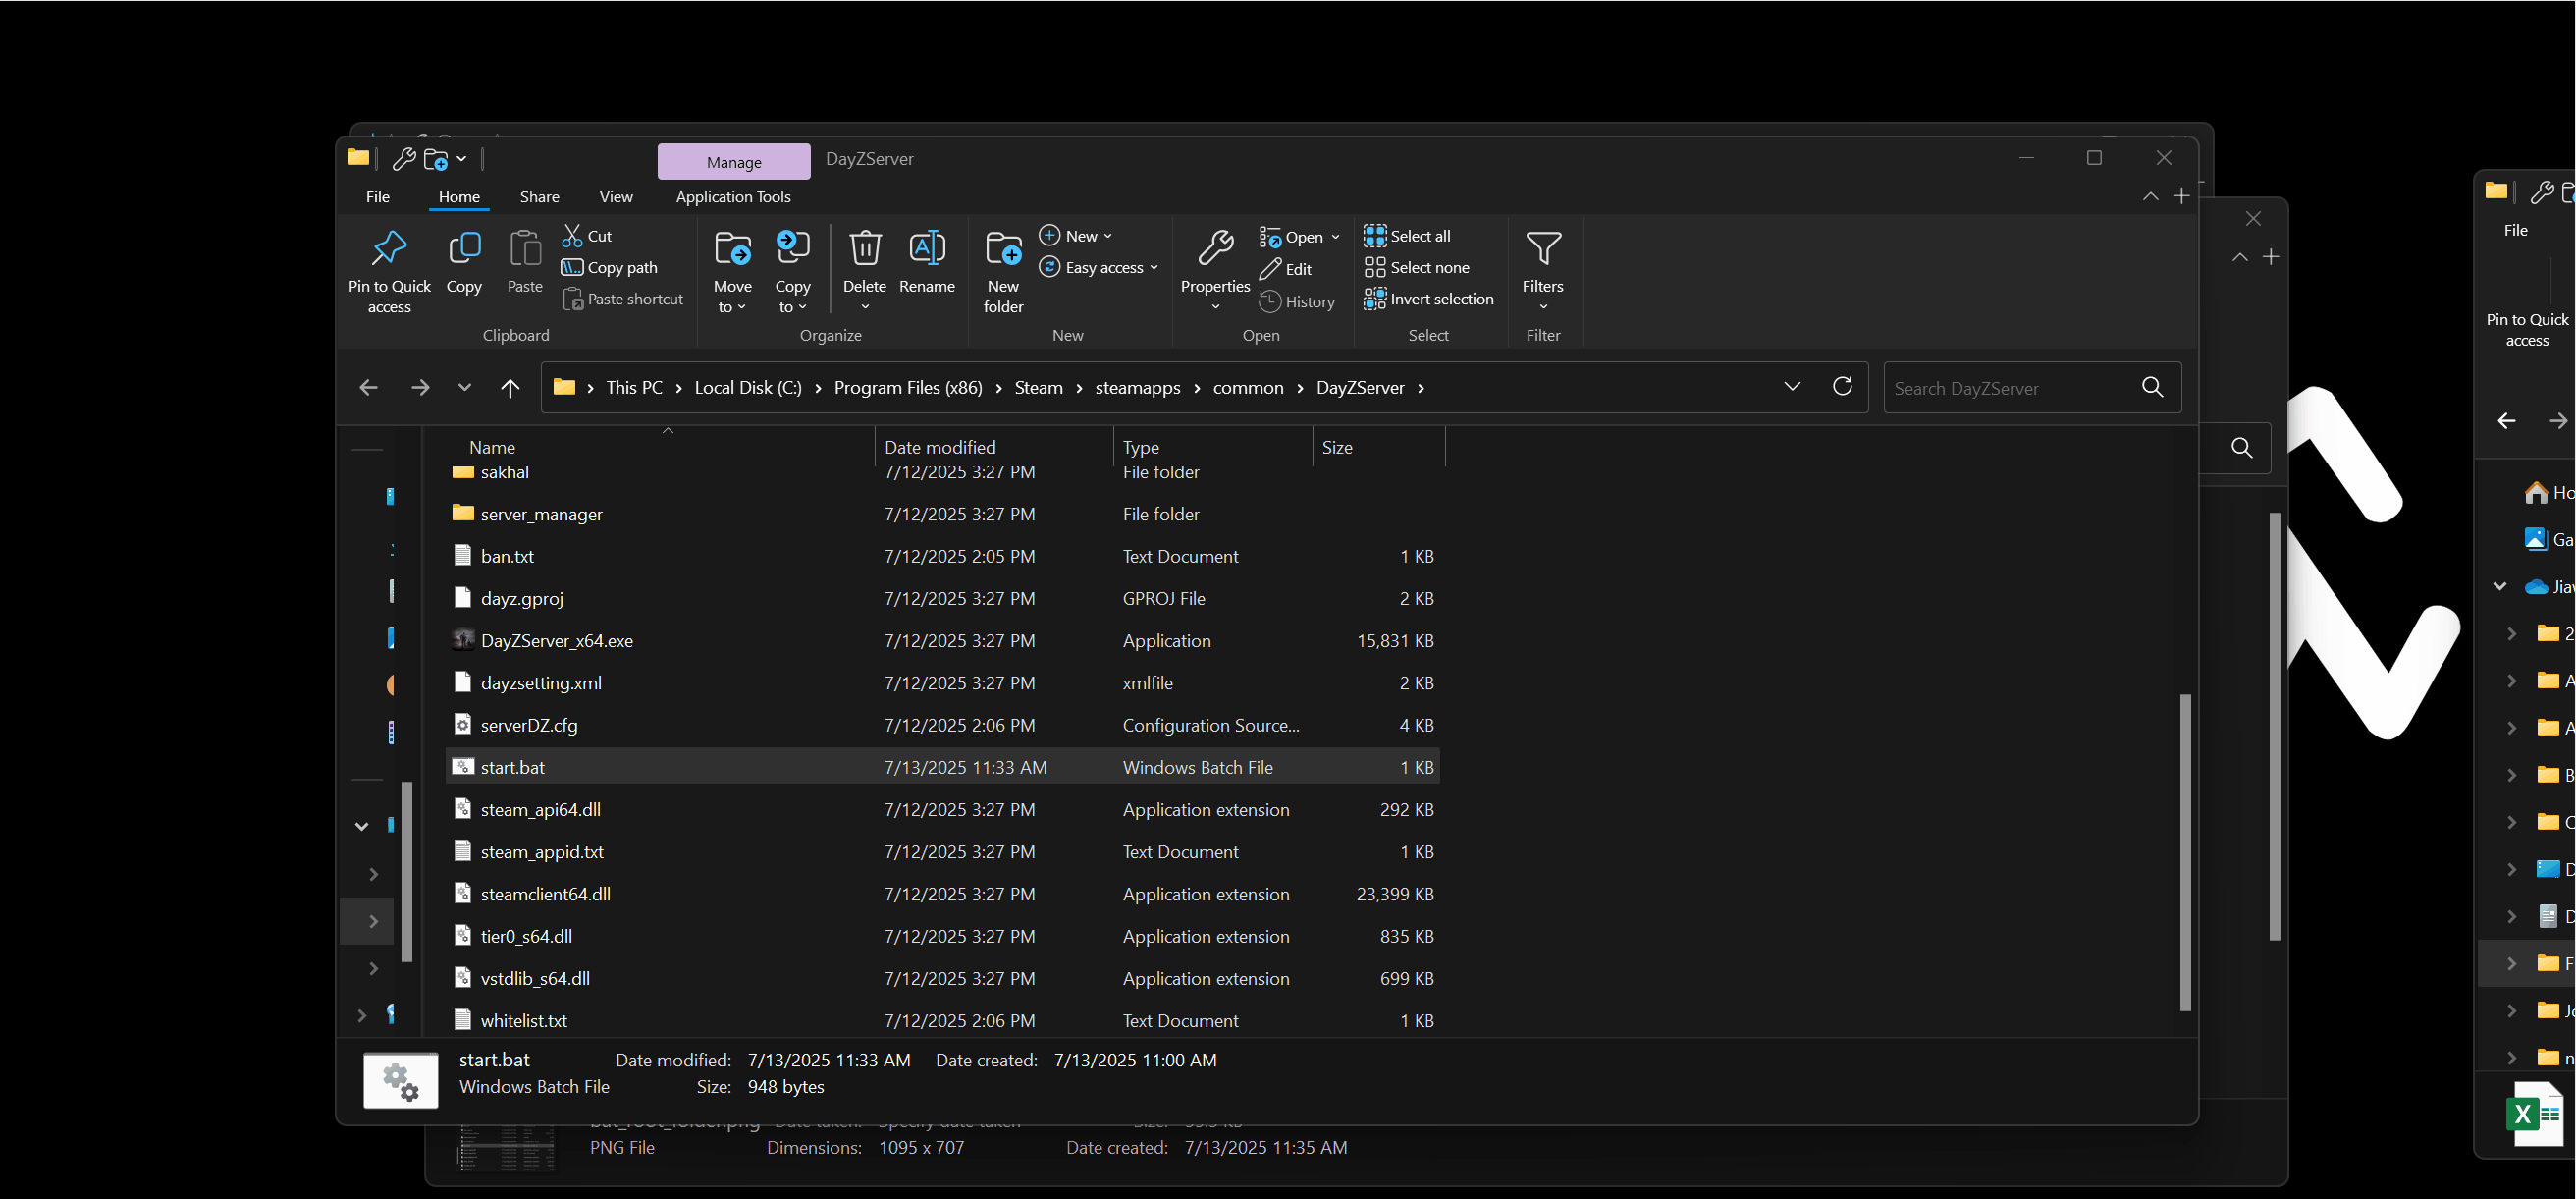 Manage DayZServer
File Home Share View Application Tools
Pin to Quick access
Copy
Paste
Cut
Copy path
Paste shortcut
Clipboard
Move to
Copy to
Delete
Rename
Organize
New folder
New
Easy access
New
Properties
Open
Edit
History
Open
Select all
Select none
Invert selection
Select
Filters
Filter
This PC Local Disk (C:) Program Files (x86) Steam steamapps common DayZServer
Search DayZServer
Name Date modified Type Size
sakhal 7/12/2025 3:27 PM File folder
server_manager 7/12/2025 3:27 PM File folder
ban.txt 7/12/2025 2:05 PM Text Document 1 KB
dayz.gproj 7/12/2025 3:27 PM GPROJ File 2 KB
DayZServer_x64.exe 7/12/2025 3:27 PM Application 15,831 KB
dayzsetting.xml 7/12/2025 3:27 PM xmlfile 2 KB
serverDZ.cfg 7/12/2025 2:06 PM Configuration Source... 4 KB
start.bat 7/13/2025 11:33 AM Windows Batch File 1 KB
steam_api64.dll 7/12/2025 3:27 PM Application extension 292 KB
steam_appid.txt 7/12/2025 3:27 PM Text Document 1 KB
steamclient64.dll 7/12/2025 3:27 PM Application extension 23,399 KB
tier0_s64.dll 7/12/2025 3:27 PM Application extension 835 KB
vstdlib_s64.dll 7/12/2025 3:27 PM Application extension 699 KB
whitelist.txt 7/12/2025 2:06 PM Text Document 1 KB
start.bat Date modified: 7/13/2025 11:33 AM Date created: 7/13/2025 11:00 AM
Windows Batch File Size: 948 bytes
PNG File Dimensions: 1095 x 707 Date created: 7/13/2025 11:35 AM
File
Pin to Quick access